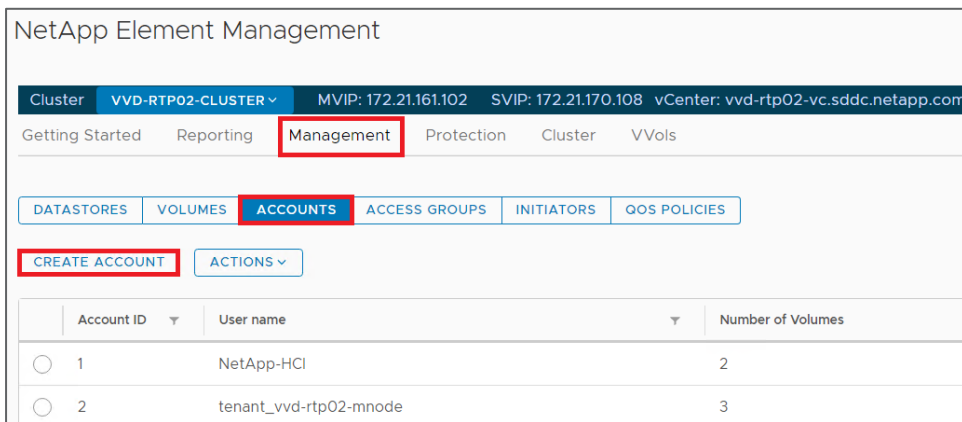 NetApp Element Management
Cluster VVD-RTP02-CLUSTER MVIP: 172.21.161.102 SVIP: 172.21.170.108 vCenter: vvd-rtp02-vc.sddc.netapp.com
Getting Started Reporting Management Protection Cluster VVols
DATASTORES VOLUMES ACCOUNTS ACCESS GROUPS INITIATORS QOS POLICIES
CREATE ACCOUNT ACTIONS
Account ID User name Number of Volumes
1 NetApp-HCI 2
2 tenant_vvd-rtp02-mnode 3